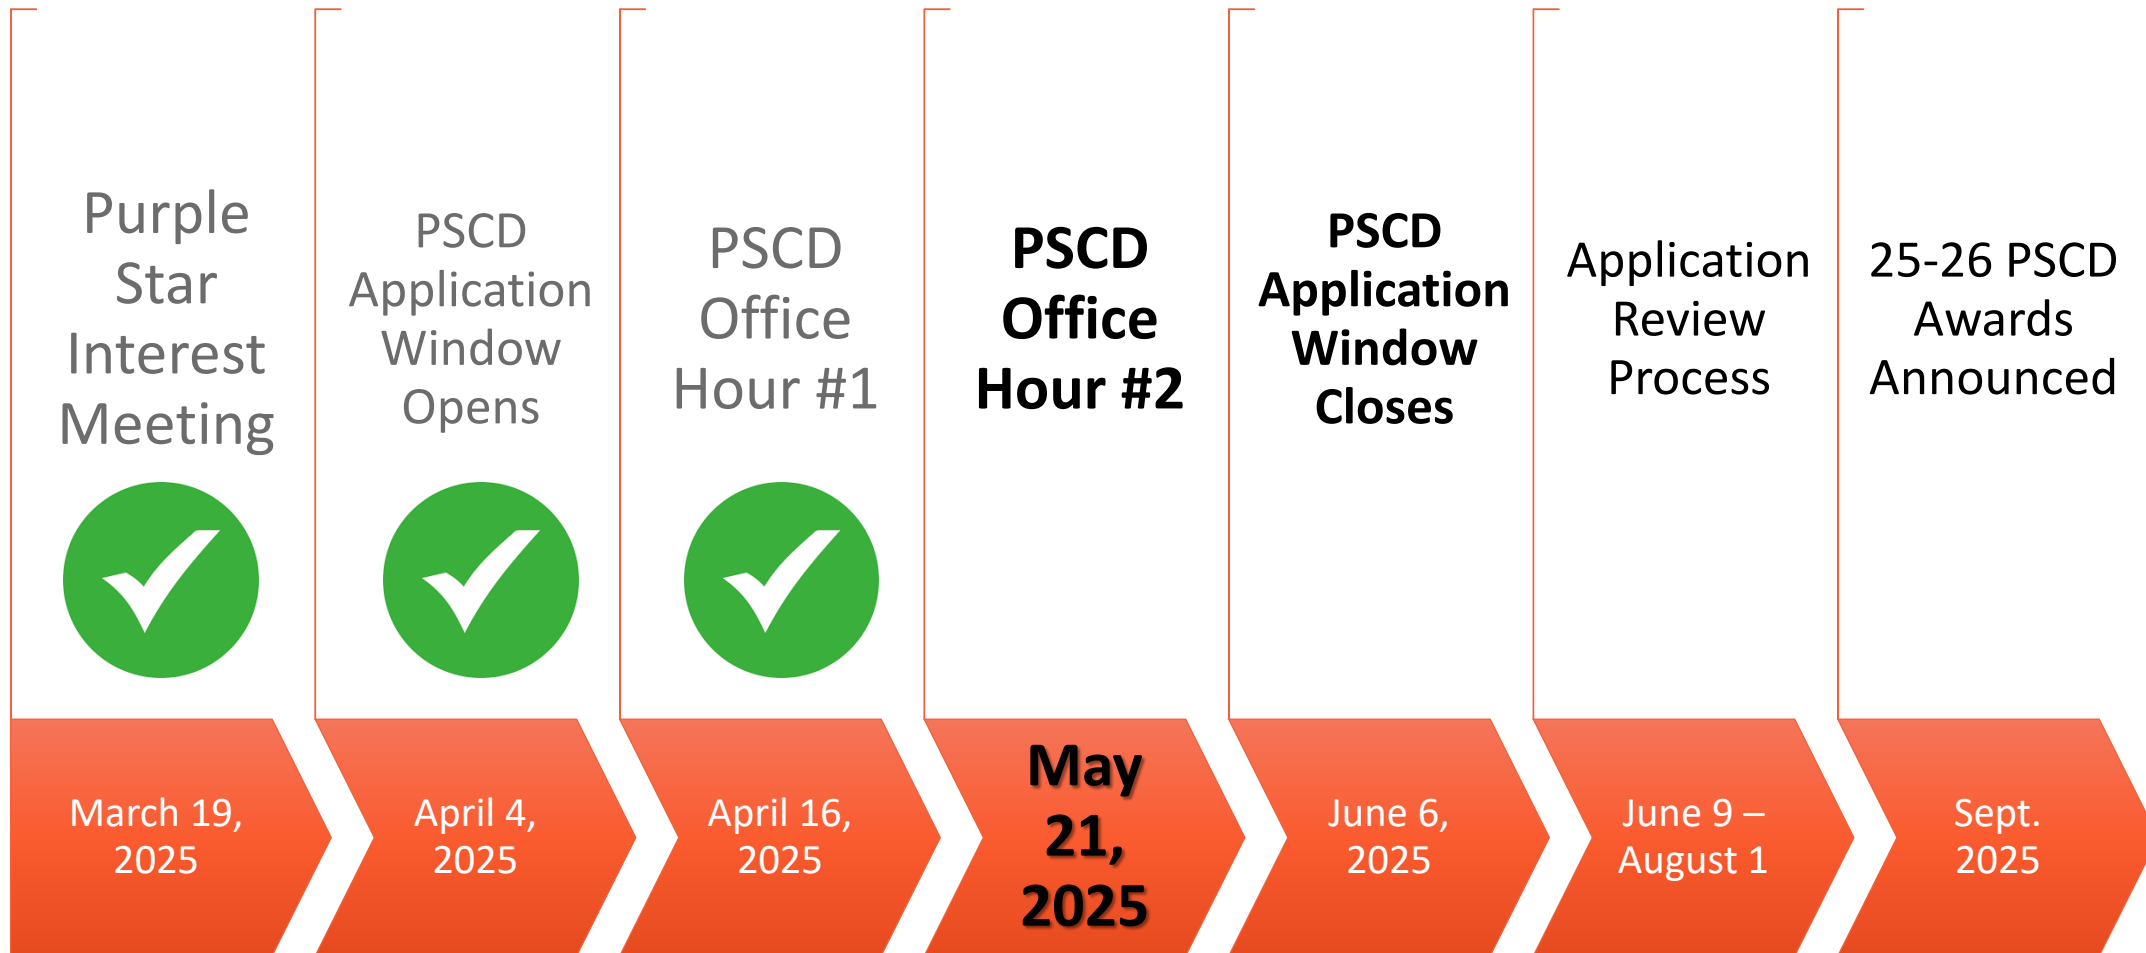 Purple
Star
Interest
Meeting
March 19,
2025
PSCD
Application
Window
Opens
April 4,
2025
PSCD
Office
Hour #1
April 16,
2025
PSCD
Office
Hour #2
May
21,
2025
PSCD
Application
Window
Closes
June 6,
2025
Application
Review
Process
June 9 –
August 1
25-26 PSCD
Awards
Announced
Sept.
2025